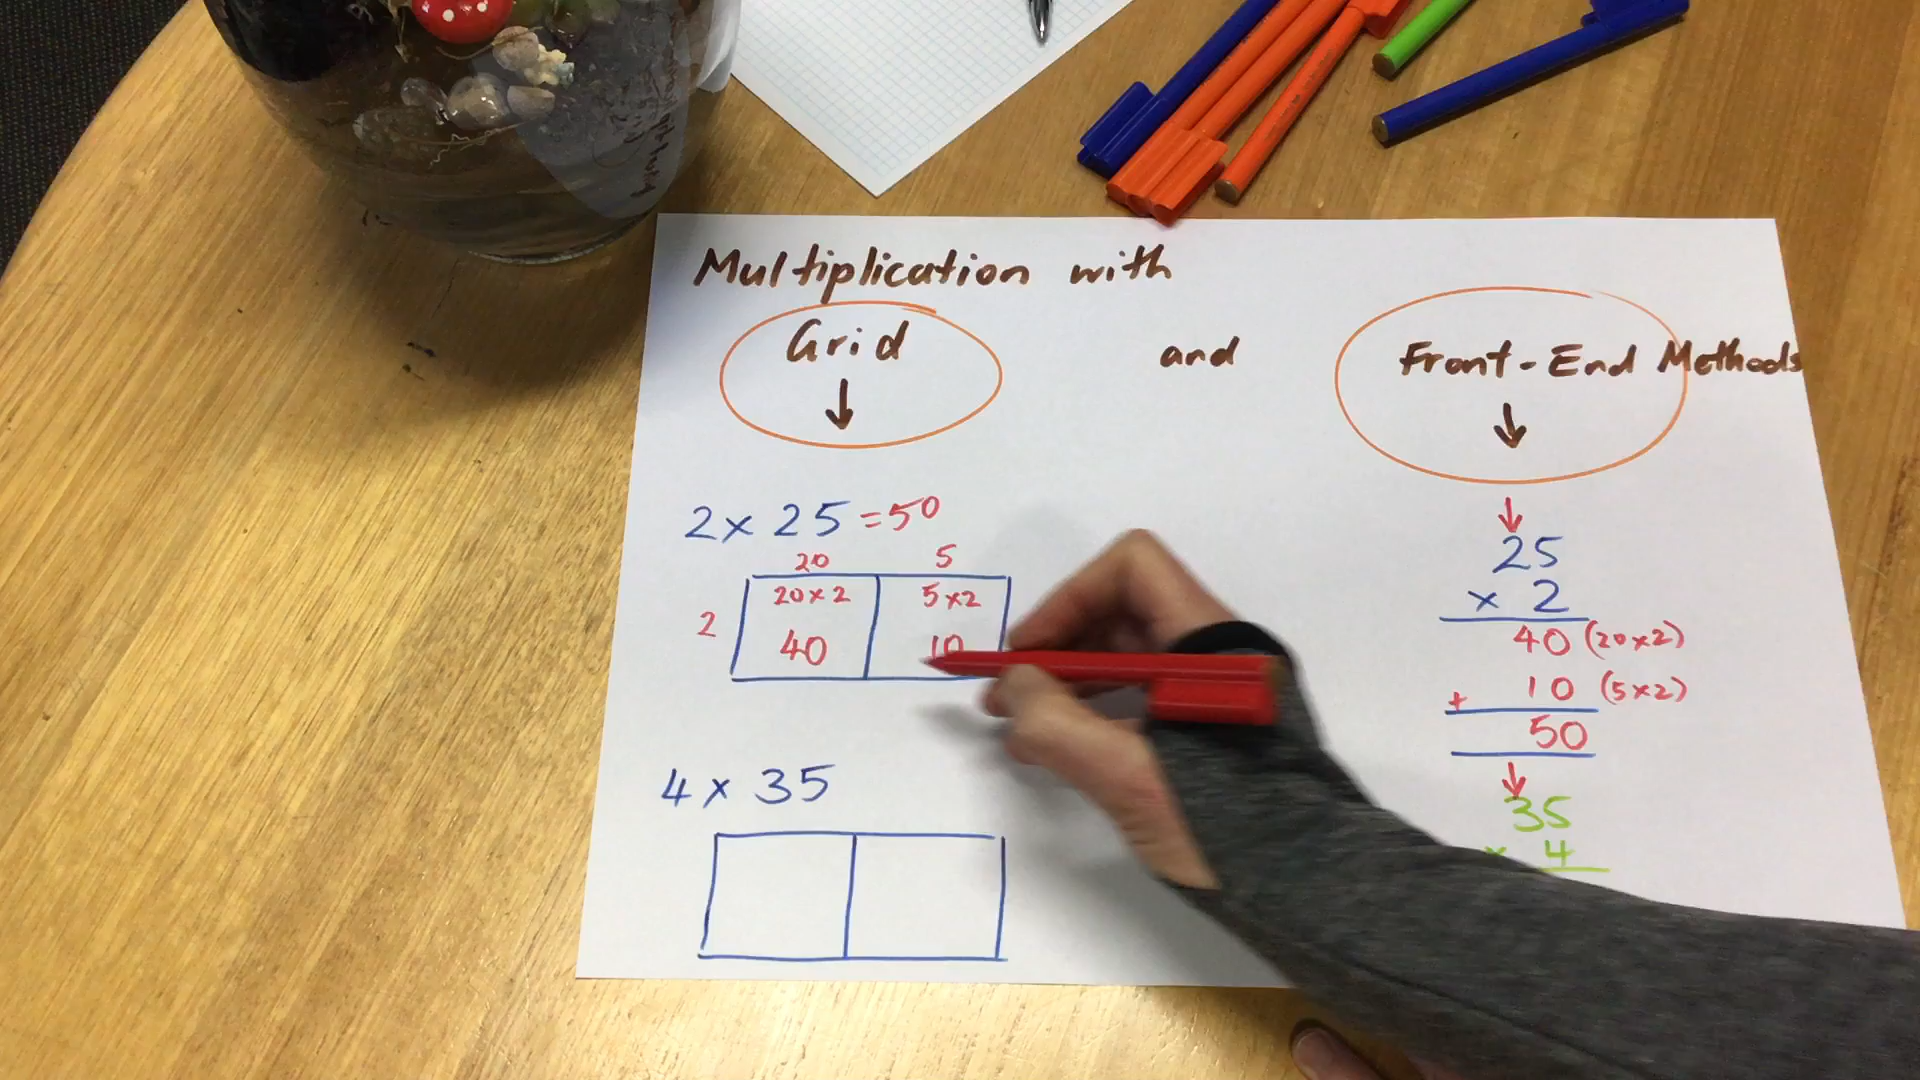 Multiplication with
Grid and Front-End Methods
↓ ↓
2 x 25 = 50
20 5
20 x 2 5 x 2
2
40 10
4 x 35
↓
25
x 2
40 (20x2)
+ 10 (5x2)
50
↓
35
x 4